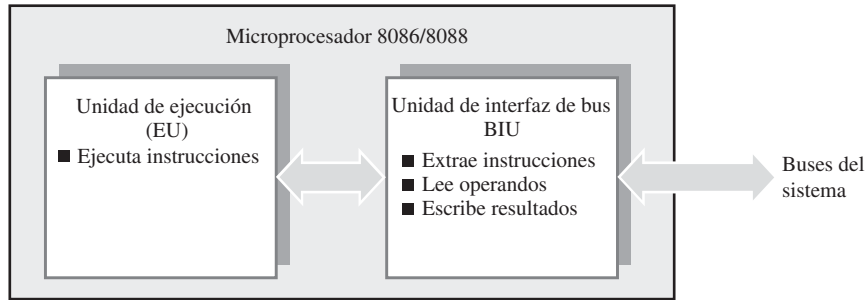 Microprocesador 8086/8088
Unidad de ejecución
(EU)
■ Ejecuta instrucciones
Unidad de interfaz de bus
BIU
■ Extrae instrucciones
■ Lee operandos
■ Escribe resultados
Buses del
sistema